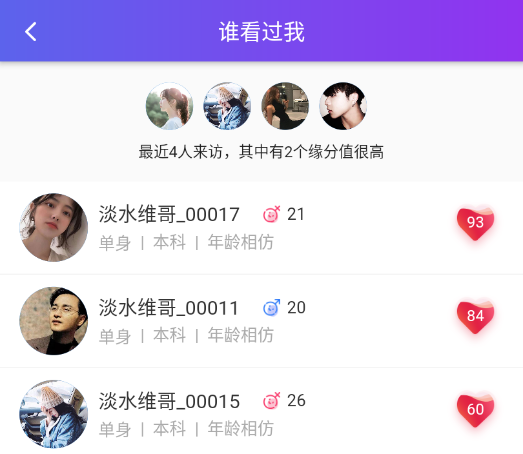 谁看过我
最近4人来访，其中有2个缘分值很高
淡水维哥_00017 21
93
单身 | 本科 | 年龄相仿
淡水维哥_00011 20
84
单身 | 本科 | 年龄相仿
淡水维哥_00015 26
60
单身 | 本科 | 年龄相仿